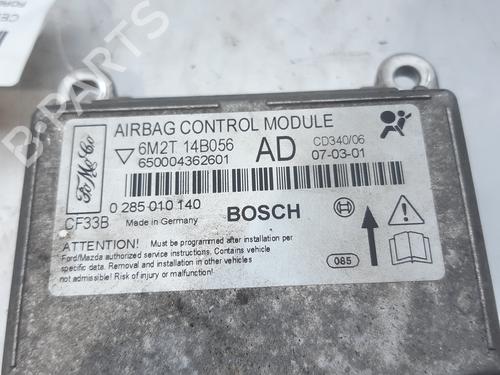 B-PARTS
FoMoCo
AIRBAG CONTROL MODULE
6M2T 14B056 AD CD340/06
650004362601 07-03-01
0 285 010 140 BOSCH
CF33B Made in Germany
ATTENTION! Must be programmed after installation per
Ford/Mazda authorized service instructions. Contains vehicle
specific data. Removal and installation in other vehicles
not admissible! Risk of injury or malfunction!
085